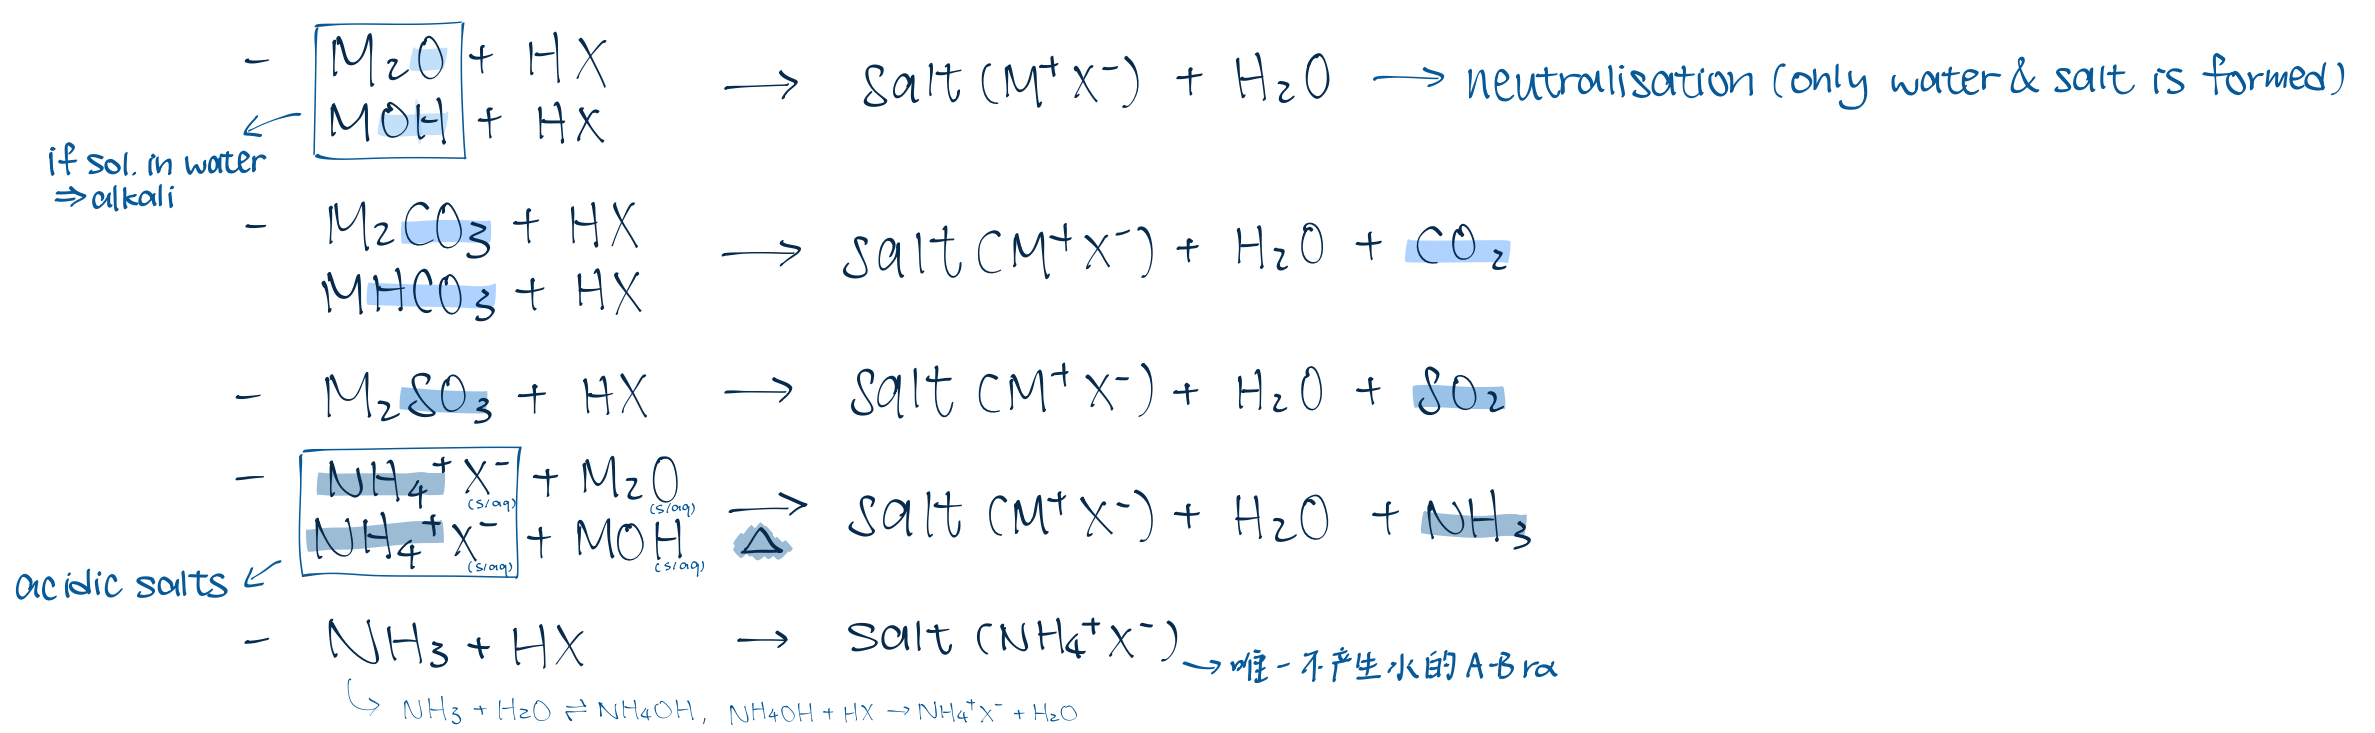 - M₂O + HX
MOH + HX
→ salt (M⁺X⁻) + H₂O → neutralisation (only water & salt is formed)
if sol. in water
⇒ alkali
- M₂CO₃ + HX
MHCO₃ + HX
→ salt (M⁺X⁻) + H₂O + CO₂
- M₂SO₃ + HX → salt (M⁺X⁻) + H₂O + SO₂
- NH₄⁺X⁻(s/aq) + M₂O(s/aq)
NH₄⁺X⁻(s/aq) + MOH(s/aq)
→ Δ salt (M⁺X⁻) + H₂O + NH₃
acidic salts
- NH₃ + HX → salt (NH₄⁺X⁻)
→ 唯一不产生水的 A-B rx
↪ NH₃ + H₂O ⇌ NH₄OH, NH₄OH + HX → NH₄⁺X⁻ + H₂O